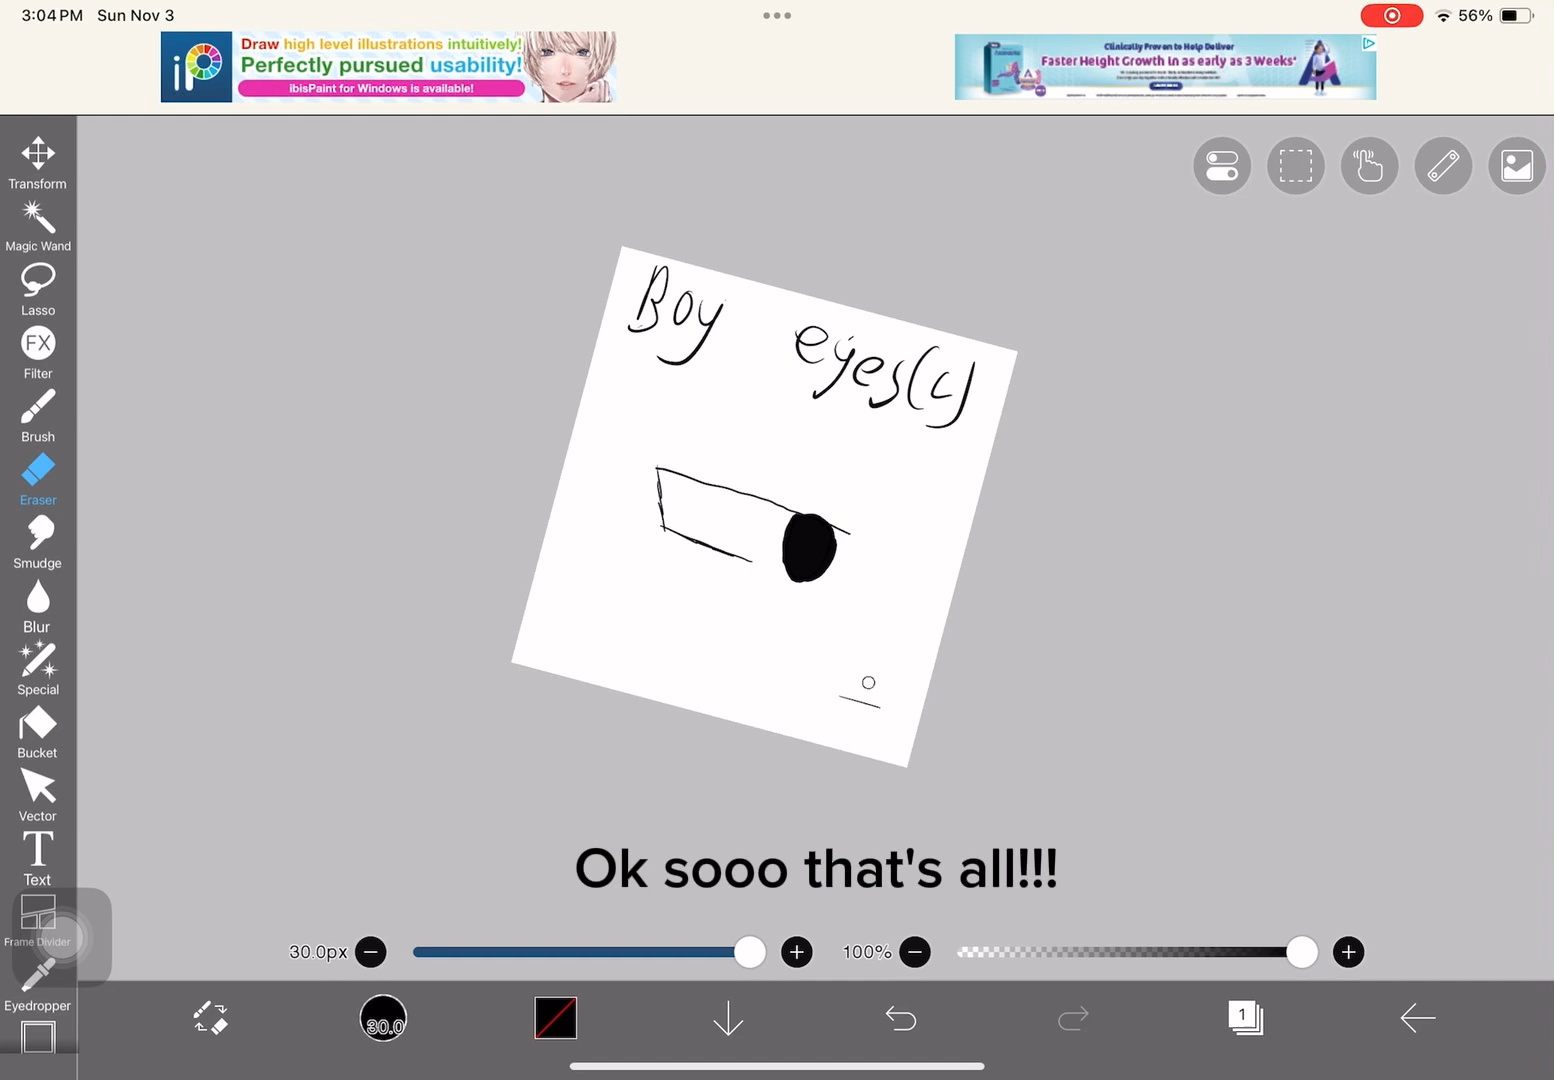 3:04 PM Sun Nov 3
56%
Draw high level illustrations intuitively!
Perfectly pursued usability!
ibisPaint for Windows is available!
iP
Clinically Proven to Help Deliver
Faster Height Growth in as early as 3 Weeks*
Transform
Magic Wand
Lasso
FX
Filter
Brush
Eraser
Smudge
Blur
Special
Bucket
Vector
T
Text
Frame Divider
Eyedropper
Boy eyes(c)
Ok sooo that's all!!!
30.0px
100%
30.0
1